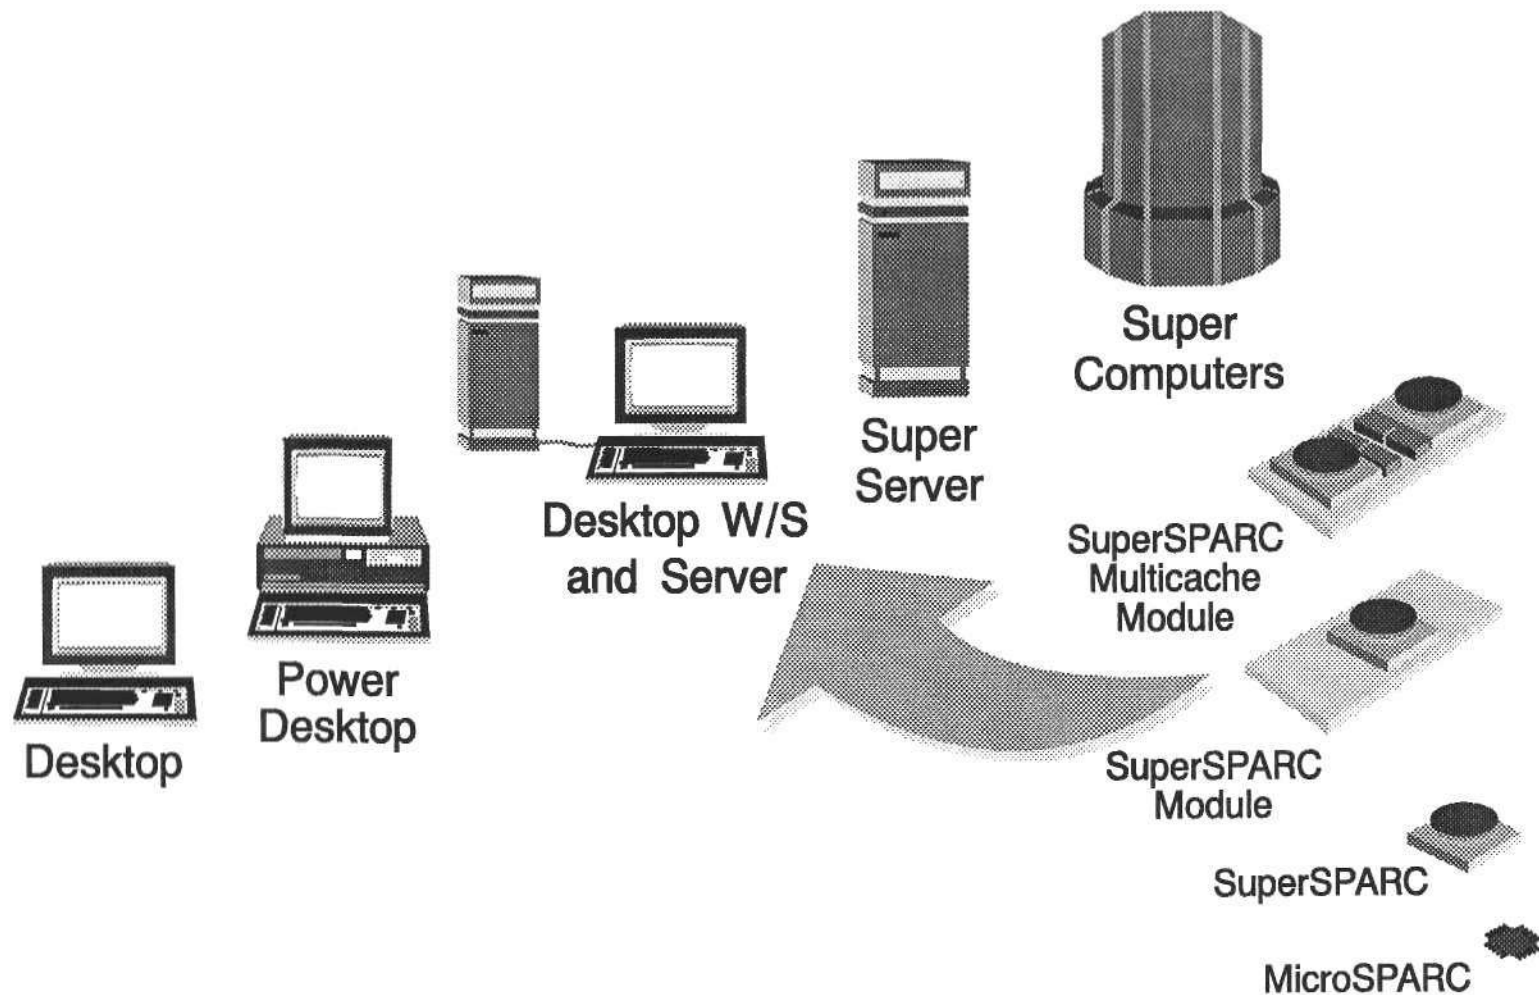 Super
Computers
Super
Server
Desktop W/S
and Server
Power
Desktop
Desktop
SuperSPARC
Multicache
Module
SuperSPARC
Module
SuperSPARC
MicroSPARC